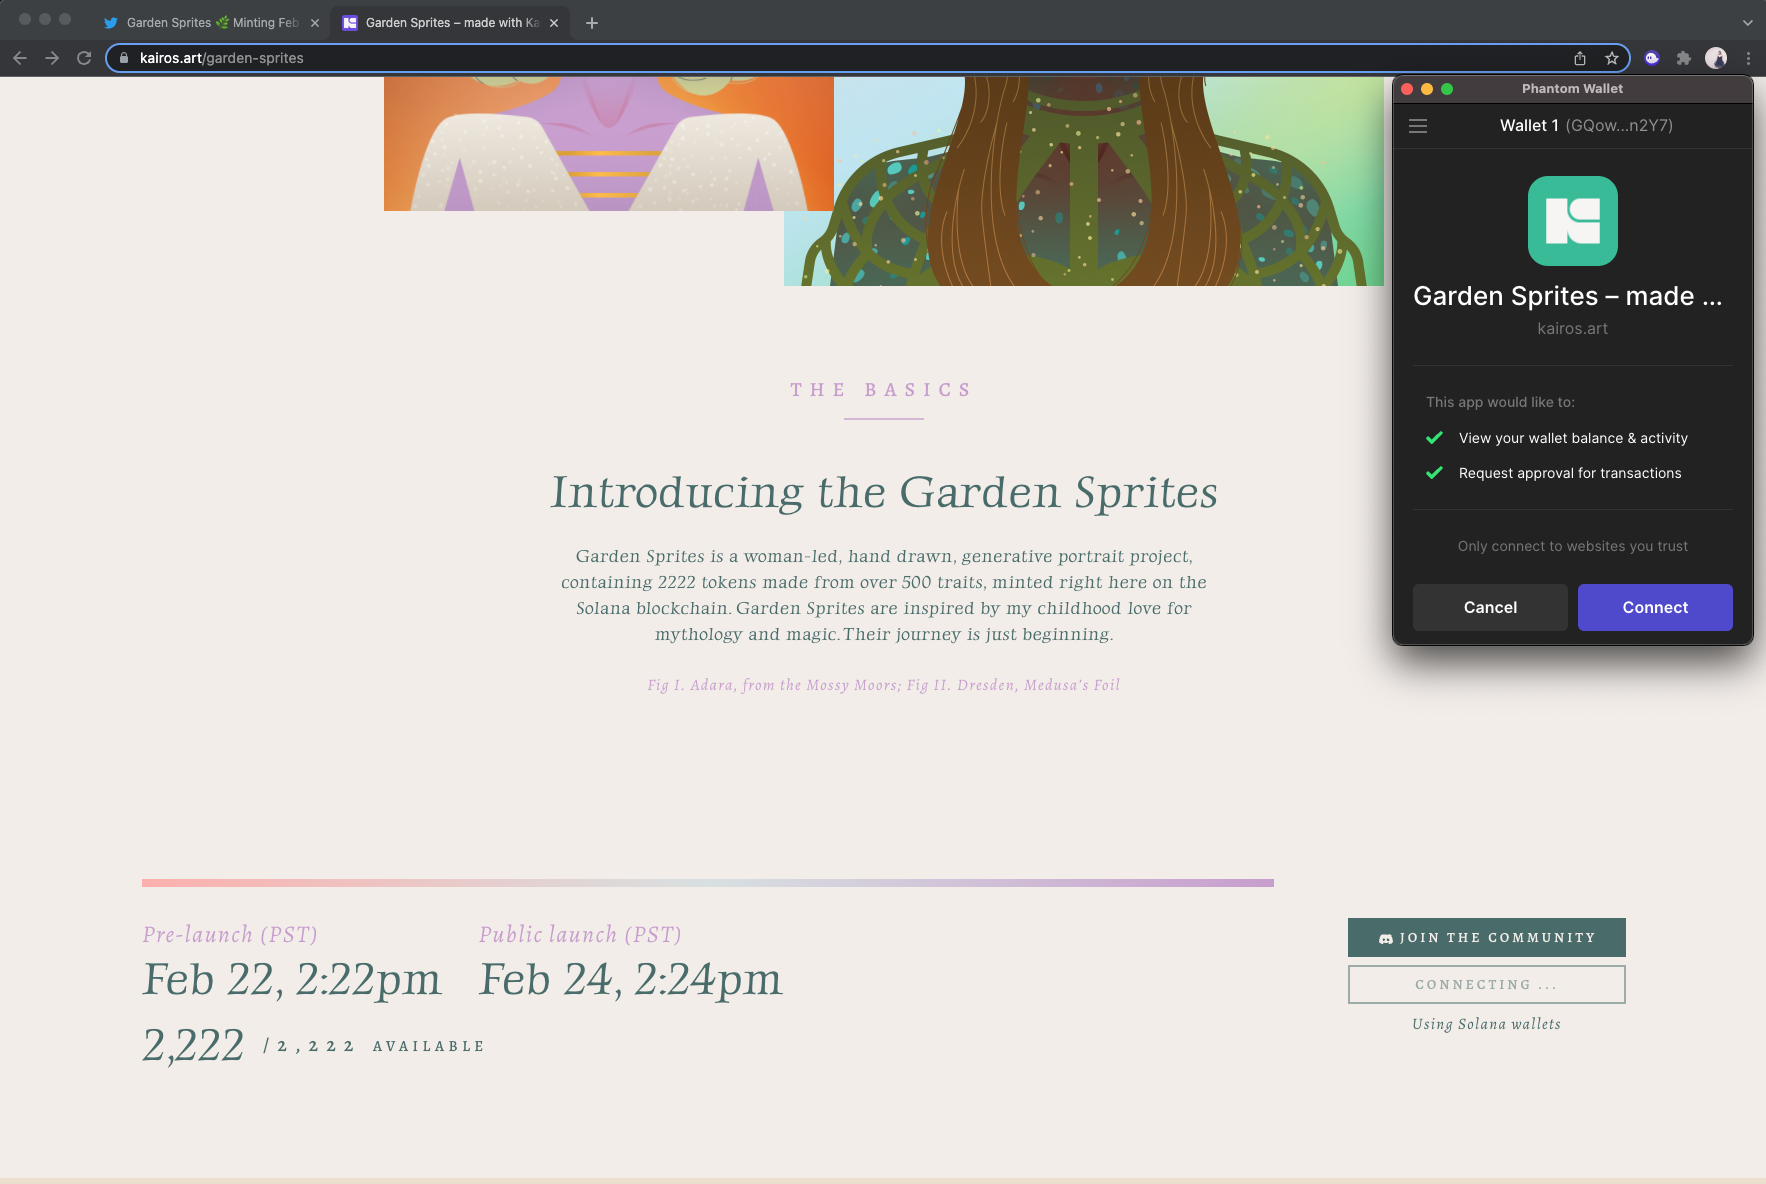 Garden Sprites 🌿 Minting Feb
Garden Sprites – made with Ka
kairos.art/garden-sprites
Phantom Wallet
Wallet 1 (GQow...n2Y7)
Garden Sprites – made ...
kairos.art
This app would like to:
View your wallet balance & activity
Request approval for transactions
Only connect to websites you trust
Cancel
Connect
THE BASICS
Introducing the Garden Sprites
Garden Sprites is a woman-led, hand drawn, generative portrait project,
containing 2222 tokens made from over 500 traits, minted right here on the
Solana blockchain. Garden Sprites are inspired by my childhood love for
mythology and magic. Their journey is just beginning.
Fig I. Adara, from the Mossy Moors; Fig II. Dresden, Medusa's Foil
Pre-launch (PST)
Feb 22, 2:22pm
Public launch (PST)
Feb 24, 2:24pm
2,222 /2,222 AVAILABLE
JOIN THE COMMUNITY
CONNECTING ...
Using Solana wallets